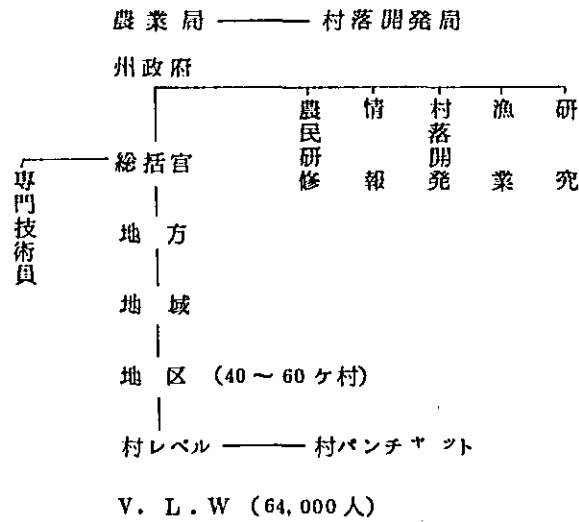 農業局 ── 村落開発局
州政府
農民研修
情報
村落開発
漁業
研究
総括官
専門技術員
地方
地域
地区 (40～60ケ村)
村レベル ── 村パンチャット
V. L. W (64,000人)